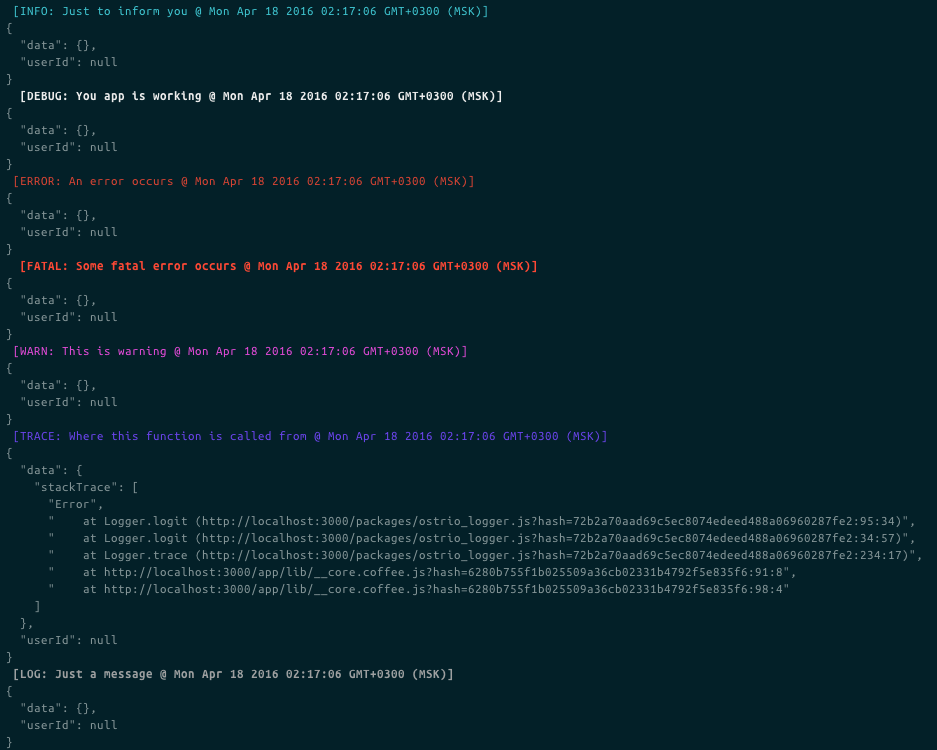 [INFO: Just to inform you @ Mon Apr 18 2016 02:17:06 GMT+0300 (MSK)]
{
  "data": {},
  "userId": null
}
[DEBUG: You app is working @ Mon Apr 18 2016 02:17:06 GMT+0300 (MSK)]
{
  "data": {},
  "userId": null
}
[ERROR: An error occurs @ Mon Apr 18 2016 02:17:06 GMT+0300 (MSK)]
{
  "data": {},
  "userId": null
}
[FATAL: Some fatal error occurs @ Mon Apr 18 2016 02:17:06 GMT+0300 (MSK)]
{
  "data": {},
  "userId": null
}
[WARN: This is warning @ Mon Apr 18 2016 02:17:06 GMT+0300 (MSK)]
{
  "data": {},
  "userId": null
}
[TRACE: Where this function is called from @ Mon Apr 18 2016 02:17:06 GMT+0300 (MSK)]
{
  "data": {
    "stackTrace": [
      "Error",
      "    at Logger.logit (http://localhost:3000/packages/ostrio_logger.js?hash=72b2a70aad69c5ec8074edeed488a06960287fe2:95:34)",
      "    at Logger.logit (http://localhost:3000/packages/ostrio_logger.js?hash=72b2a70aad69c5ec8074edeed488a06960287fe2:34:57)",
      "    at Logger.trace (http://localhost:3000/packages/ostrio_logger.js?hash=72b2a70aad69c5ec8074edeed488a06960287fe2:234:17)",
      "    at http://localhost:3000/app/lib/__core.coffee.js?hash=6280b755f1b025509a36cb02331b4792f5e835f6:91:8",
      "    at http://localhost:3000/app/lib/__core.coffee.js?hash=6280b755f1b025509a36cb02331b4792f5e835f6:98:4"
    ]
  },
  "userId": null
}
[LOG: Just a message @ Mon Apr 18 2016 02:17:06 GMT+0300 (MSK)]
{
  "data": {},
  "userId": null
}